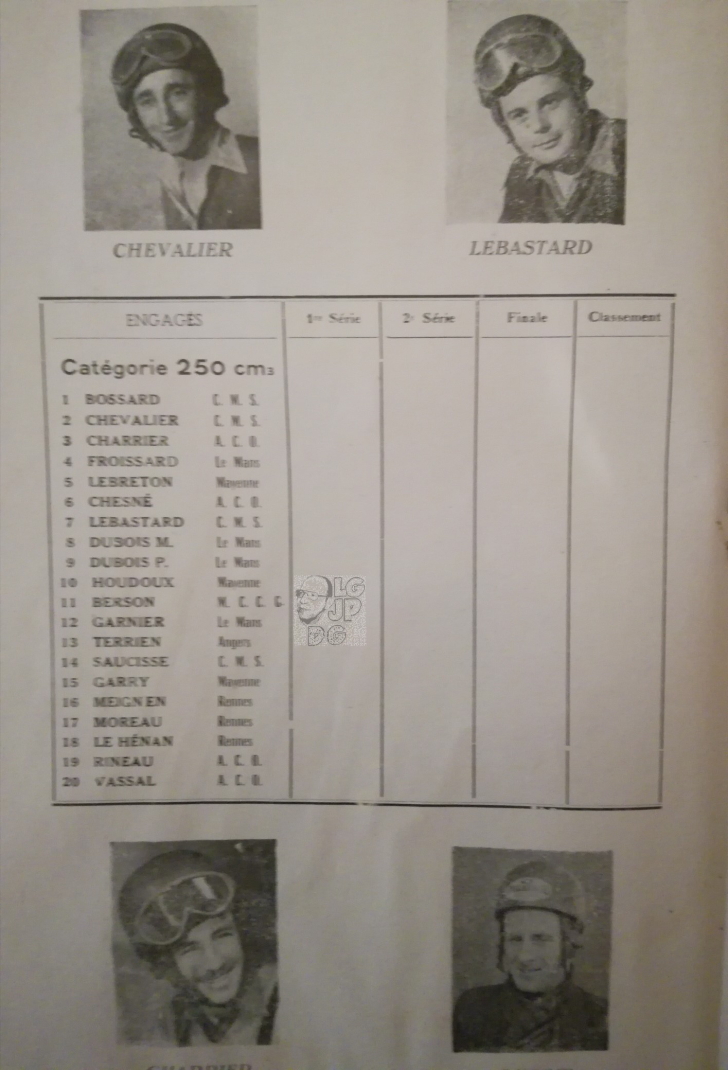 CHEVALIER
LEBASTARD
ENGAGÉS 1re Série 2e Série Finale Classement
Catégorie 250 cm3
1 BOSSARD C. M. S.
2 CHEVALIER C. M. S.
3 CHARRIER A. C. O.
4 FROISSARD Le Mans
5 LEBRETON Mayenne
6 CHESNÉ A. C. O.
7 LEBASTARD C. M. S.
8 DUBOIS M. Le Mans
9 DUBOIS P. Le Mans
10 HOUDOUX Mayenne
11 BERSON M. C. C. G.
12 GARNIER Le Mans
13 TERRIEN Angers
14 SAUCISSE C. M. S.
15 GARRY Mayenne
16 MEIGNEN Rennes
17 MOREAU Rennes
18 LE HÉNAN Rennes
19 RINEAU A. C. O.
20 VASSAL A. C. O.
LG
JP
DG
CHARRIER